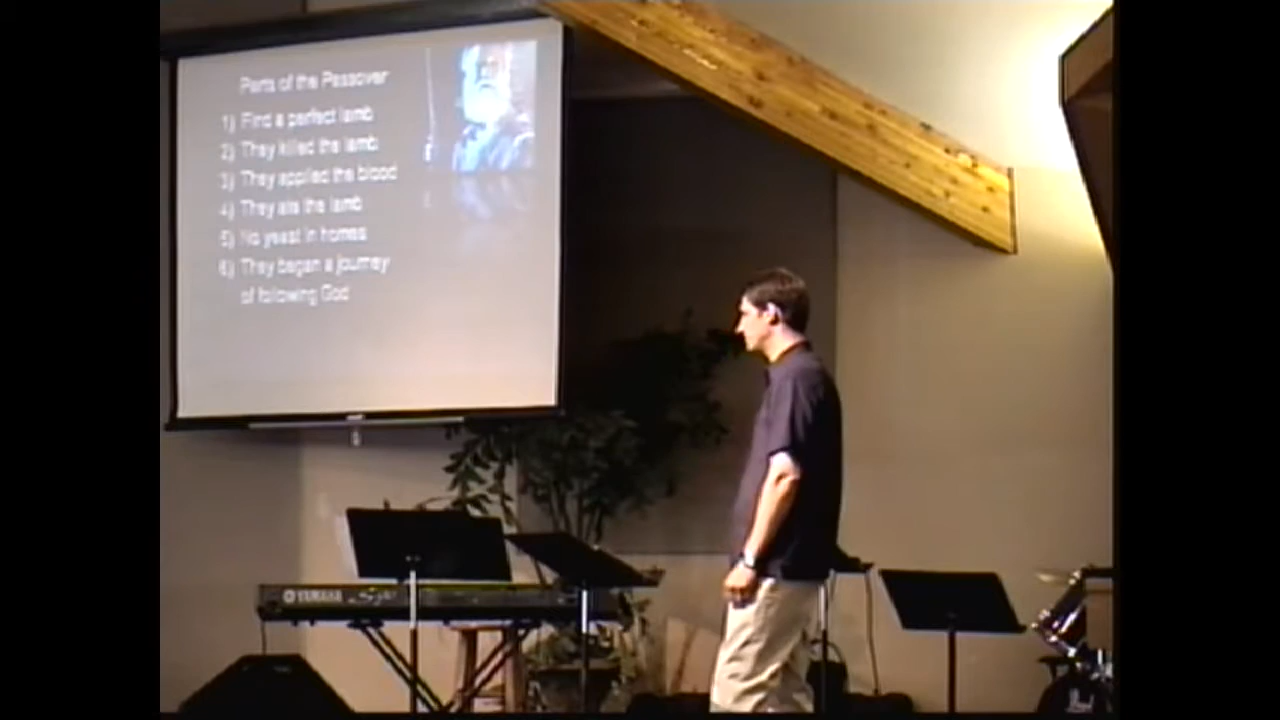 Parts of the Passover
1) Find a perfect lamb
2) They killed the lamb
3) They applied the blood
4) They ate the lamb
5) No yeast in homes
6) They began a journey
of following God
YAMAHA